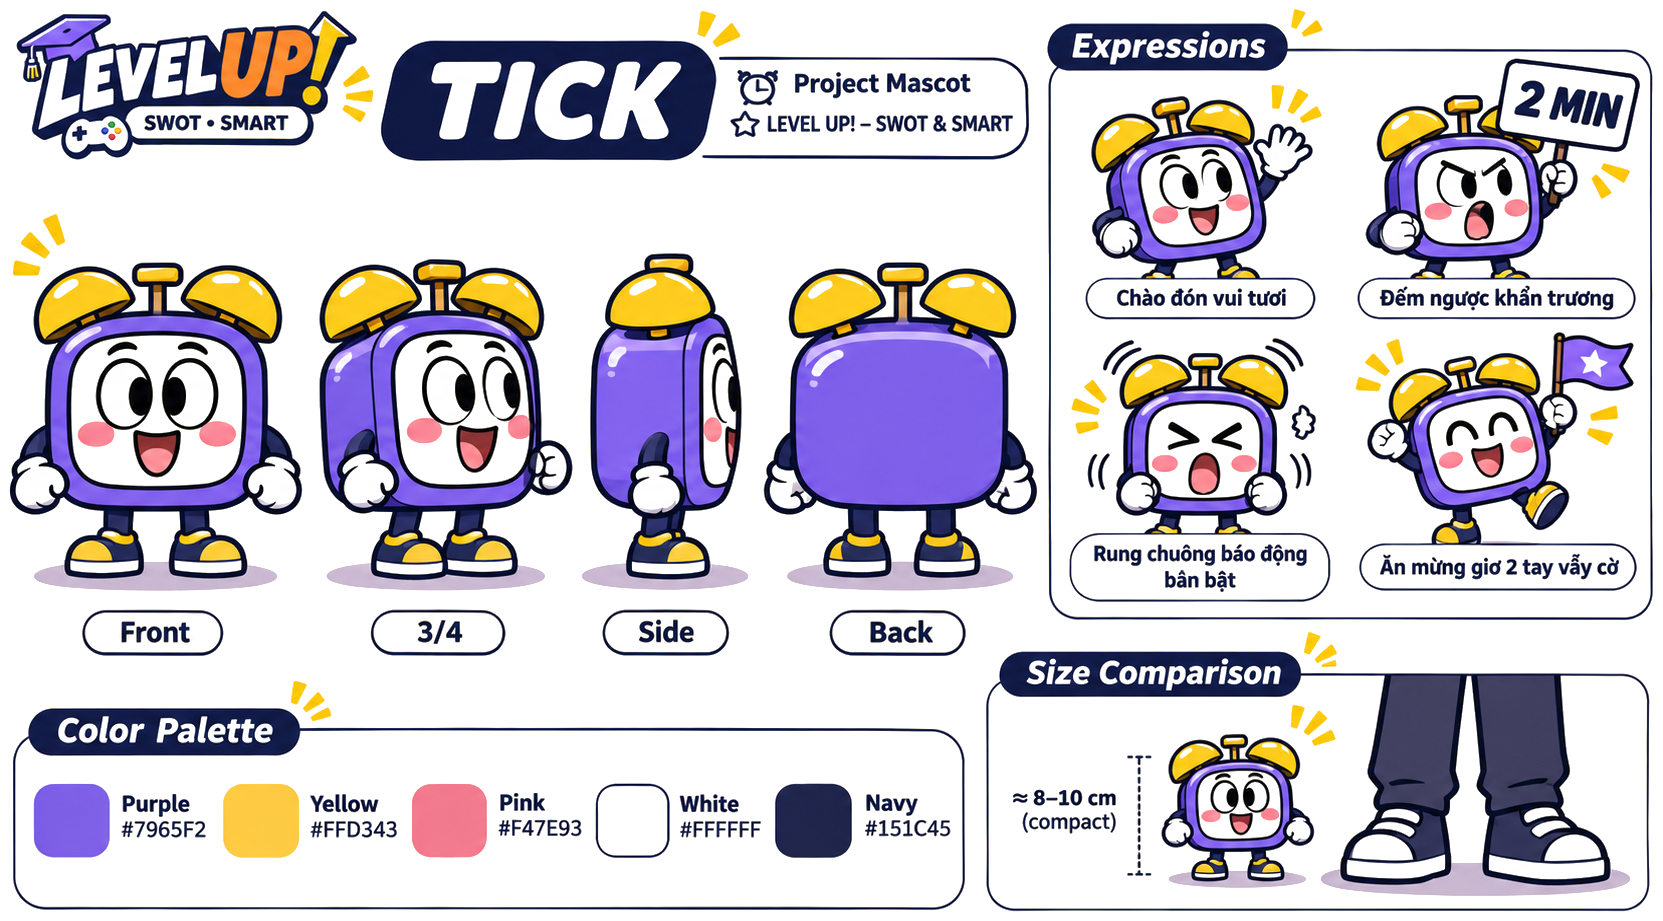 LEVEL UP!
SWOT • SMART
TICK
Project Mascot
LEVEL UP! – SWOT & SMART
Expressions
2 MIN
Chào đón vui tươi
Đếm ngược khẩn trương
Rung chuông báo động
bân bật
Ăn mừng giơ 2 tay vẫy cờ
Front
3/4
Side
Back
Color Palette
Purple
#7965F2
Yellow
#FFD343
Pink
#F47E93
White
#FFFFFF
Navy
#151C45
Size Comparison
≈ 8–10 cm
(compact)